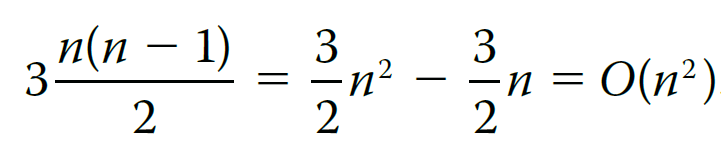 3 n(n − 1)/2 = 3/2 n² − 3/2 n = O(n²)